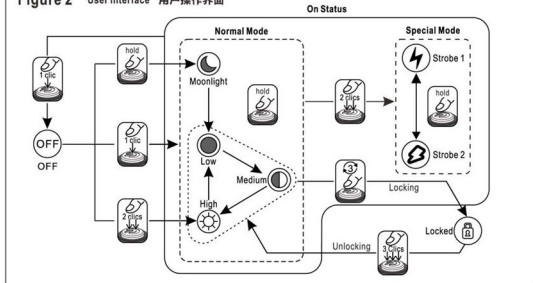 Figure 2 User Interface 用户操作界面
On Status
Normal Mode
Special Mode
hold
1 clic
Moonlight
hold
2 clics
Strobe 1
hold
OFF
OFF
1 clic
Low
Medium
Strobe 2
3
Locking
High
2 clics
Locked
Unlocking
3 Clics